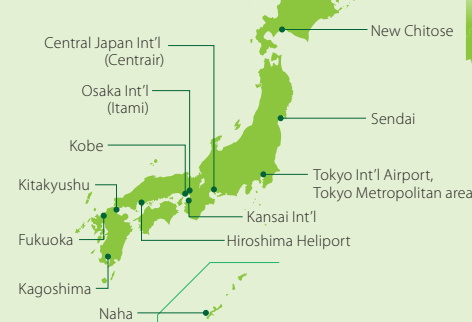 New Chitose
Central Japan Int'l
(Centrair)
Osaka Int'l
(Itami)
Sendai
Kobe
Tokyo Int'l Airport,
Tokyo Metropolitan area
Kitakyushu
Kansai Int'l
Fukuoka
Hiroshima Heliport
Kagoshima
Naha